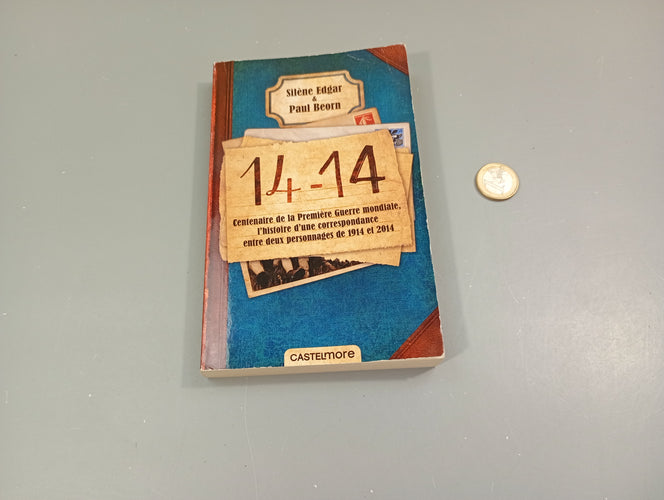 Silène Edgar
&
Paul Beorn
14-14
Centenaire de la Première Guerre mondiale,
l'histoire d'une correspondance
entre deux personnages de 1914 et 2014
CASTELMORE